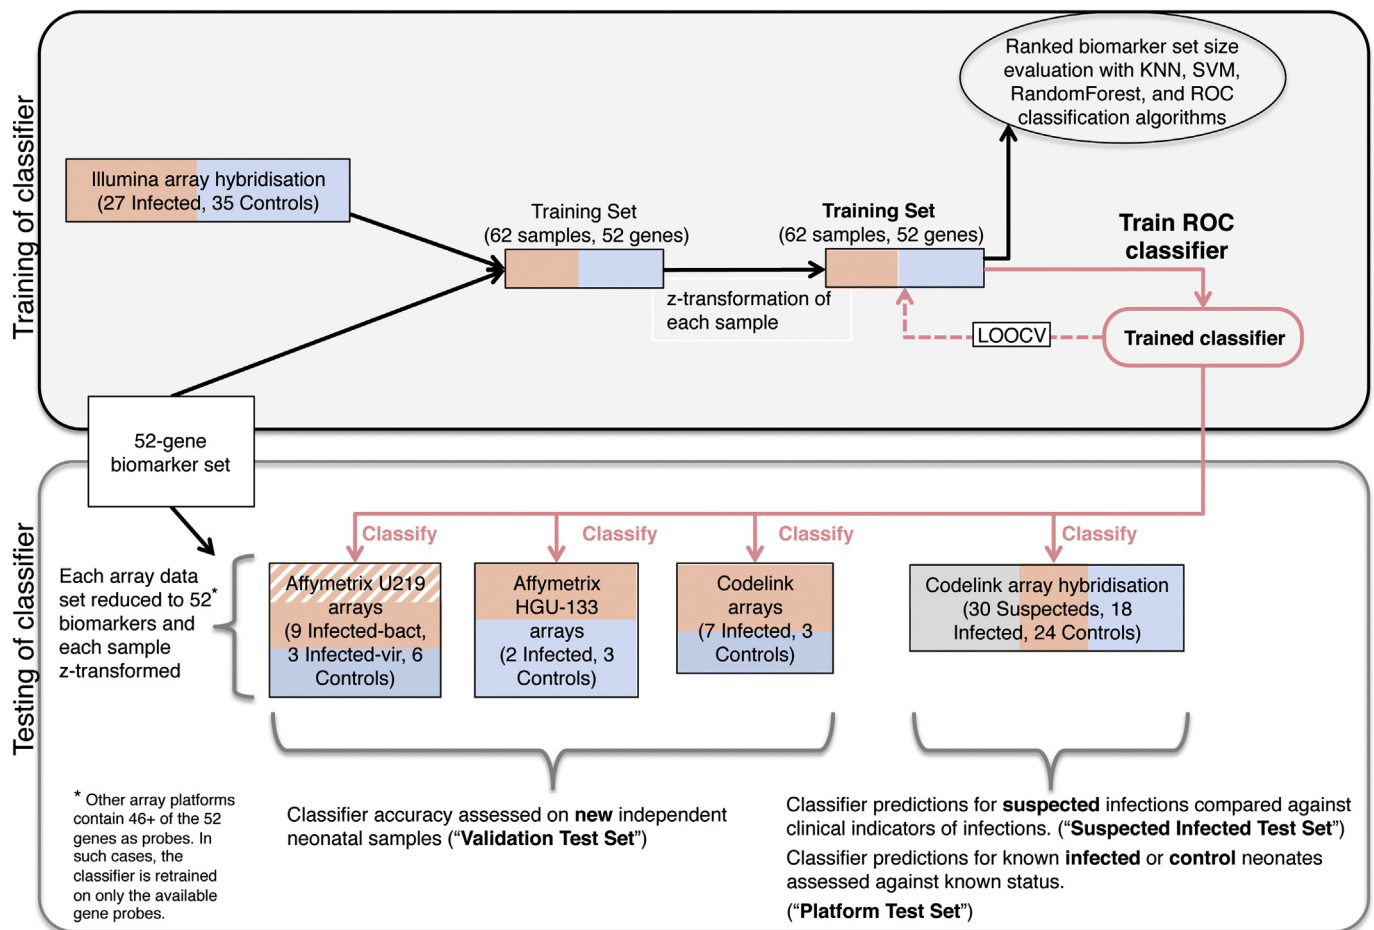 Training of classifier
Ranked biomarker set size
evaluation with KNN, SVM,
RandomForest, and ROC
classification algorithms
Illumina array hybridisation
(27 Infected, 35 Controls)
Training Set
(62 samples, 52 genes)
Training Set
(62 samples, 52 genes)
Train ROC
classifier
z-transformation of
each sample
LOOCV
Trained classifier
52-gene
biomarker set
Testing of classifier
Classify
Classify
Classify
Classify
Each array data
set reduced to 52*
biomarkers and
each sample
z-transformed
Affymetrix U219
arrays
(9 Infected-bact,
3 Infected-vir, 6
Controls)
Affymetrix
HGU-133
arrays
(2 Infected, 3
Controls)
Codelink
arrays
(7 Infected, 3
Controls)
Codelink array hybridisation
(30 Suspecteds, 18
Infected, 24 Controls)
* Other array platforms
contain 46+ of the 52
genes as probes. In
such cases, the
classifier is retrained
on only the available
gene probes.
Classifier accuracy assessed on new independent
neonatal samples (“Validation Test Set”)
Classifier predictions for suspected infections compared against
clinical indicators of infections. (“Suspected Infected Test Set”)
Classifier predictions for known infected or control neonates
assessed against known status.
(“Platform Test Set”)